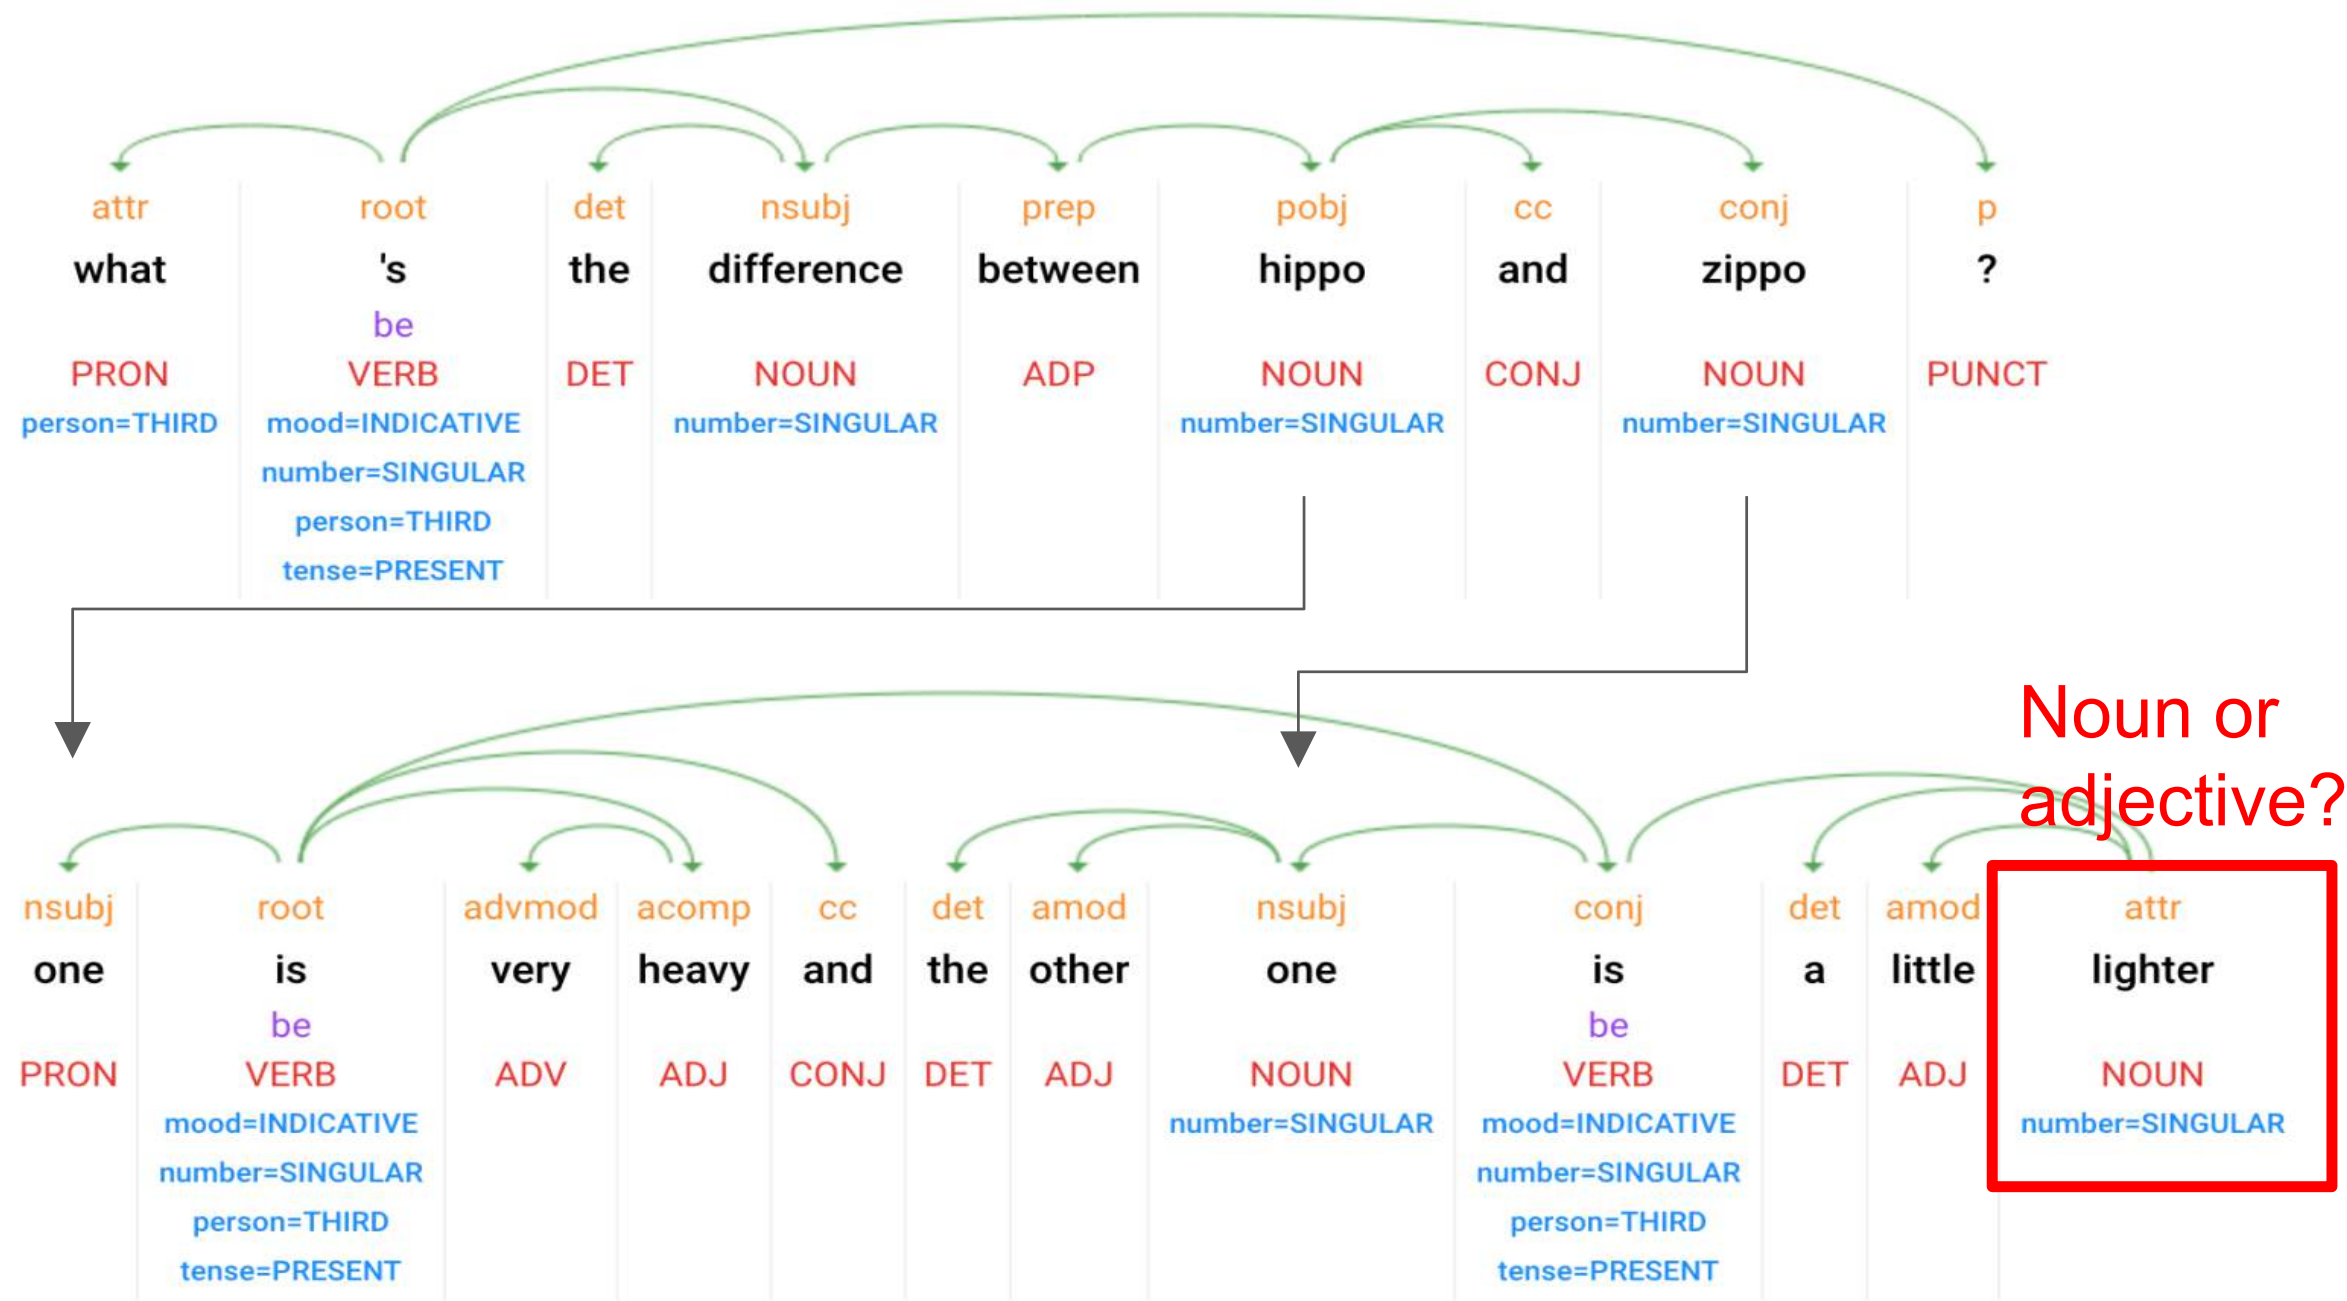 attr root det nsubj prep pobj cc conj p
what 's the difference between hippo and zippo ?
be
PRON VERB DET NOUN ADP NOUN CONJ NOUN PUNCT
person=THIRD mood=INDICATIVE number=SINGULAR number=SINGULAR number=SINGULAR
number=SINGULAR
person=THIRD
tense=PRESENT
Noun or
adjective?
nsubj root advmod acomp cc det amod nsubj conj det amod attr
one is very heavy and the other one is a little lighter
be be
PRON VERB ADV ADJ CONJ DET ADJ NOUN VERB DET ADJ NOUN
mood=INDICATIVE number=SINGULAR mood=INDICATIVE number=SINGULAR
number=SINGULAR number=SINGULAR
person=THIRD person=THIRD
tense=PRESENT tense=PRESENT